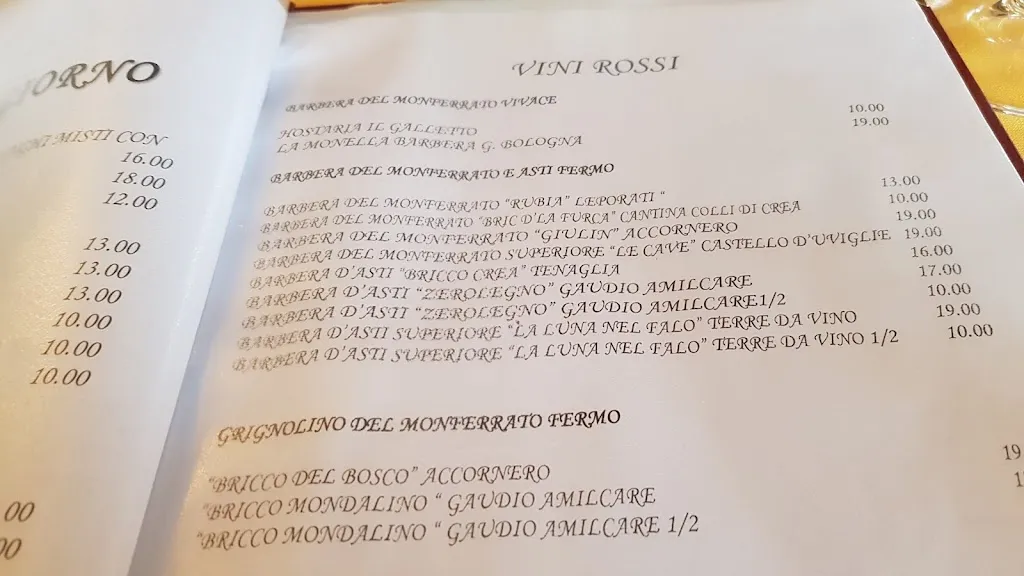 GIORNO
MISTI CON
16.00
18.00
12.00
13.00
13.00
13.00
10.00
10.00
10.00
00
00
VINI ROSSI
BARBERA DEL MONFERRATO VIVACE
HOSTARIA IL GALLETTO 10.00
LA MONELLA BARBERA G. BOLOGNA 19.00
BARBERA DEL MONFERRATO E ASTI FERMO
BARBERA DEL MONFERRATO "RUBIA" LEPORATI " 13.00
BARBERA DEL MONFERRATO "BRIC D'LA FURCA" CANTINA COLLI DI CREA 10.00
BARBERA DEL MONFERRATO "GIULIN" ACCORNERO 19.00
BARBERA DEL MONFERRATO SUPERIORE "LE CAVE" CASTELLO D'UVIGLIE 19.00
BARBERA D'ASTI "BRICCO CREA" TENAGLIA 16.00
BARBERA D'ASTI "ZEROLEGNO" GAUDIO AMILCARE 17.00
BARBERA D'ASTI "ZEROLEGNO" GAUDIO AMILCARE1/2 10.00
BARBERA D'ASTI SUPERIORE "LA LUNA NEL FALO" TERRE DA VINO 19.00
BARBERA D'ASTI SUPERIORE "LA LUNA NEL FALO" TERRE DA VINO 1/2 10.00
GRIGNOLINO DEL MONFERRATO FERMO
"BRICCO DEL BOSCO" ACCORNERO 19
"BRICCO MONDALINO " GAUDIO AMILCARE
"BRICCO MONDALINO " GAUDIO AMILCARE 1/2